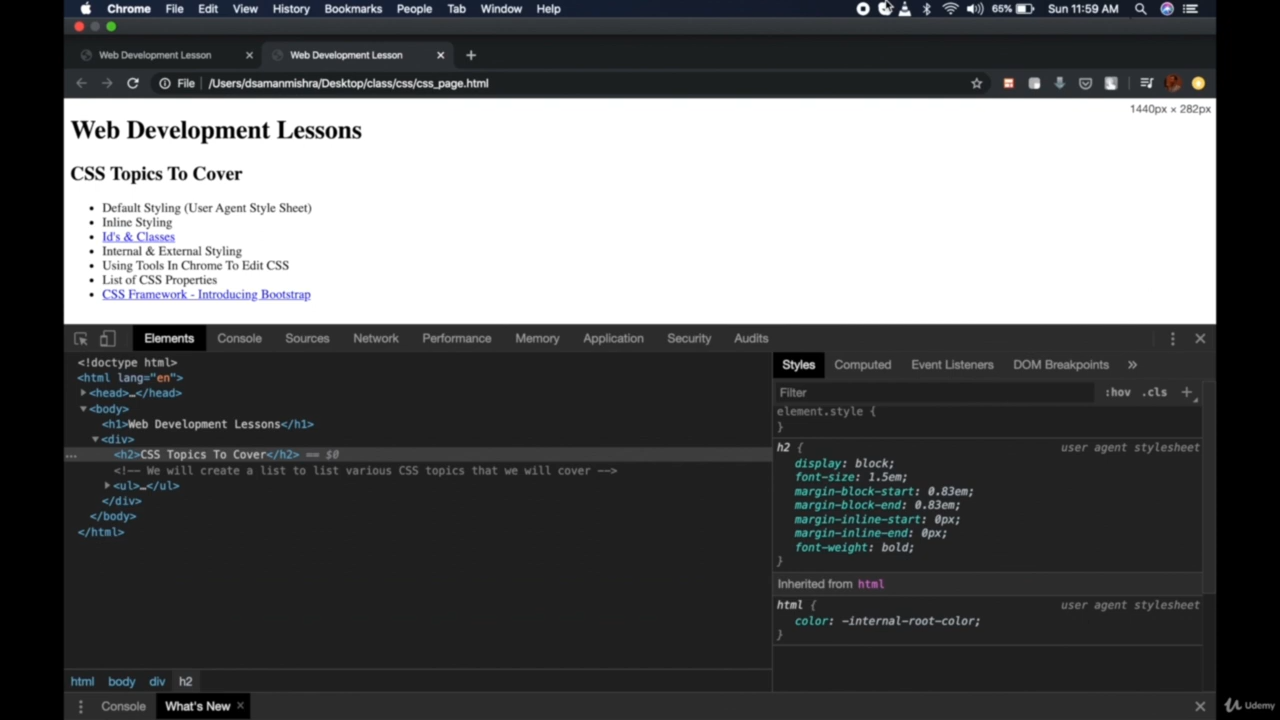 Chrome File Edit View History Bookmarks People Tab Window Help 65% Sun 11:59 AM
Web Development Lesson × Web Development Lesson × +
File /Users/dsamanmishra/Desktop/class/css/css_page.html
1440px × 282px
Web Development Lessons
CSS Topics To Cover
• Default Styling (User Agent Style Sheet)
• Inline Styling
• Id's & Classes
• Internal & External Styling
• Using Tools In Chrome To Edit CSS
• List of CSS Properties
• CSS Framework - Introducing Bootstrap
Elements Console Sources Network Performance Memory Application Security Audits
<!doctype html>
<html lang="en">
<head>…</head>
<body>
<h1>Web Development Lessons</h1>
<div>
<h2>CSS Topics To Cover</h2> == $0
<!-- We will create a list to list various CSS topics that we will cover -->
<ul>…</ul>
</div>
</body>
</html>
html body div h2
Styles Computed Event Listeners DOM Breakpoints »
Filter :hov .cls +
element.style {
}
h2 { user agent stylesheet
display: block;
font-size: 1.5em;
margin-block-start: 0.83em;
margin-block-end: 0.83em;
margin-inline-start: 0px;
margin-inline-end: 0px;
font-weight: bold;
}
Inherited from html
html { user agent stylesheet
color: -internal-root-color;
}
Console What's New ×
Udemy